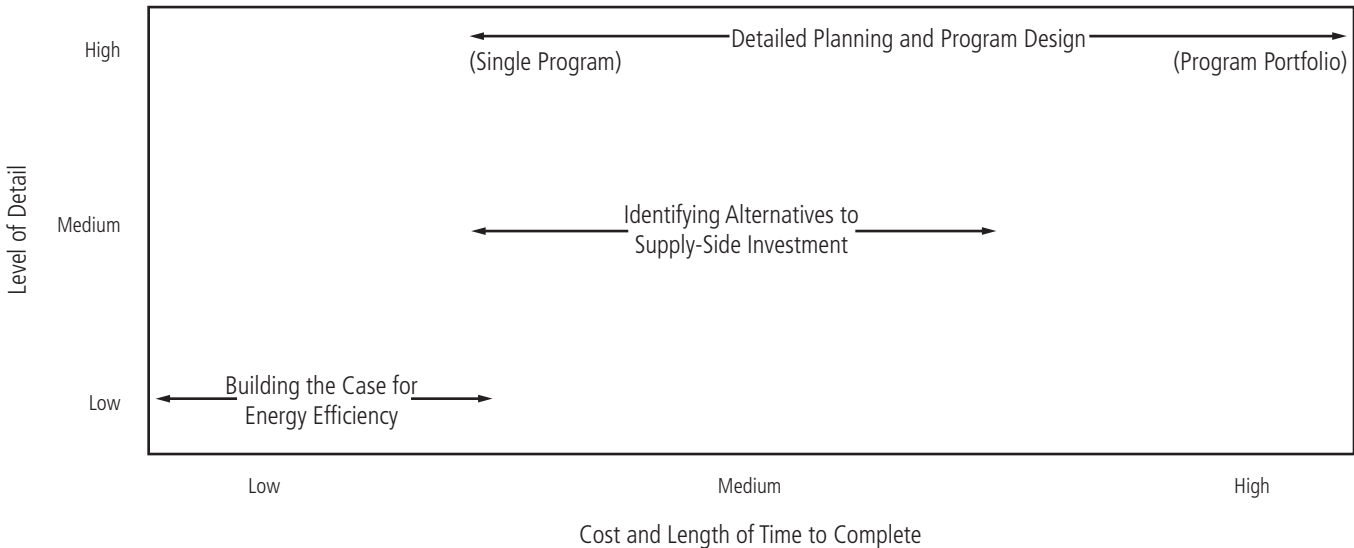 High
Detailed Planning and Program Design
(Single Program)
(Program Portfolio)
Level of Detail
Medium
Identifying Alternatives to
Supply-Side Investment
Low
Building the Case for
Energy Efficiency
Low
Medium
High
Cost and Length of Time to Complete